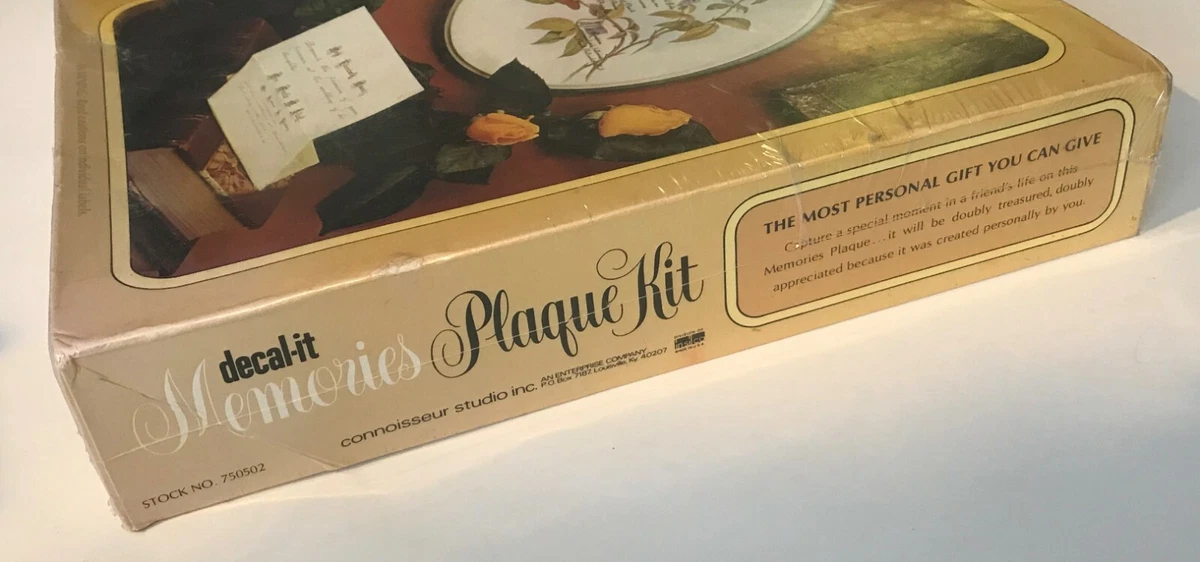 decal-it
Memories Plaque Kit
connoisseur studio inc.
AN ENTERPRISE COMPANY
P.O. Box 7187, Louisville, Ky. 40207
STOCK NO. 750502
THE MOST PERSONAL GIFT YOU CAN GIVE
Capture a special moment in a friend's life on this
Memories Plaque...it will be doubly treasured, doubly
appreciated because it was created personally by you.